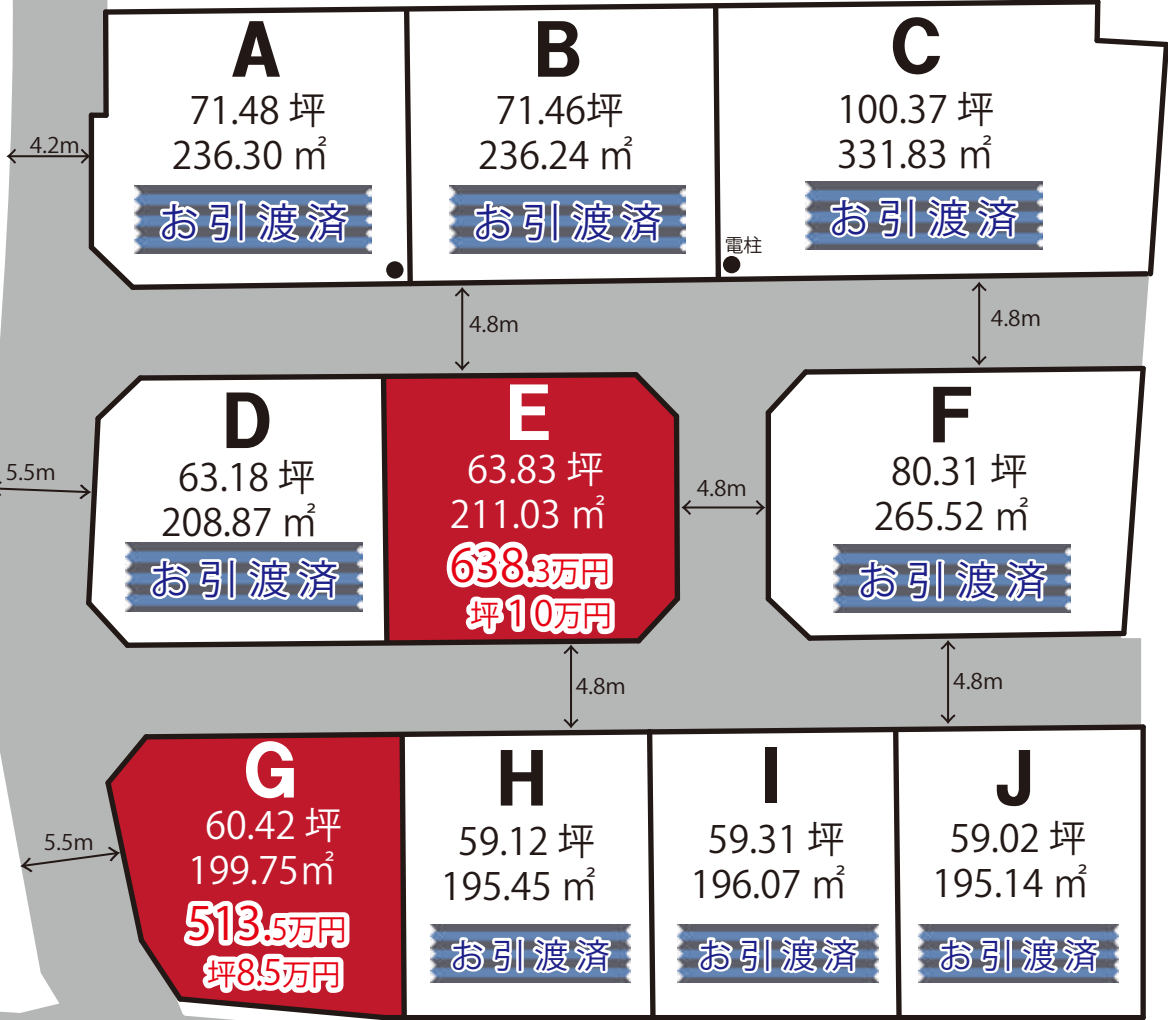 A
71.48 坪
236.30 ㎡
お引渡済
B
71.46坪
236.24 ㎡
お引渡済
C
100.37 坪
331.83 ㎡
お引渡済
電柱
4.2m
4.8m
4.8m
D
63.18 坪
208.87 ㎡
お引渡済
E
63.83 坪
211.03 ㎡
638.3万円
坪10万円
F
80.31 坪
265.52 ㎡
お引渡済
5.5m
4.8m
4.8m
4.8m
G
60.42 坪
199.75㎡
513.5万円
坪8.5万円
H
59.12 坪
195.45 ㎡
お引渡済
I
59.31 坪
196.07 ㎡
お引渡済
J
59.02 坪
195.14 ㎡
お引渡済
5.5m